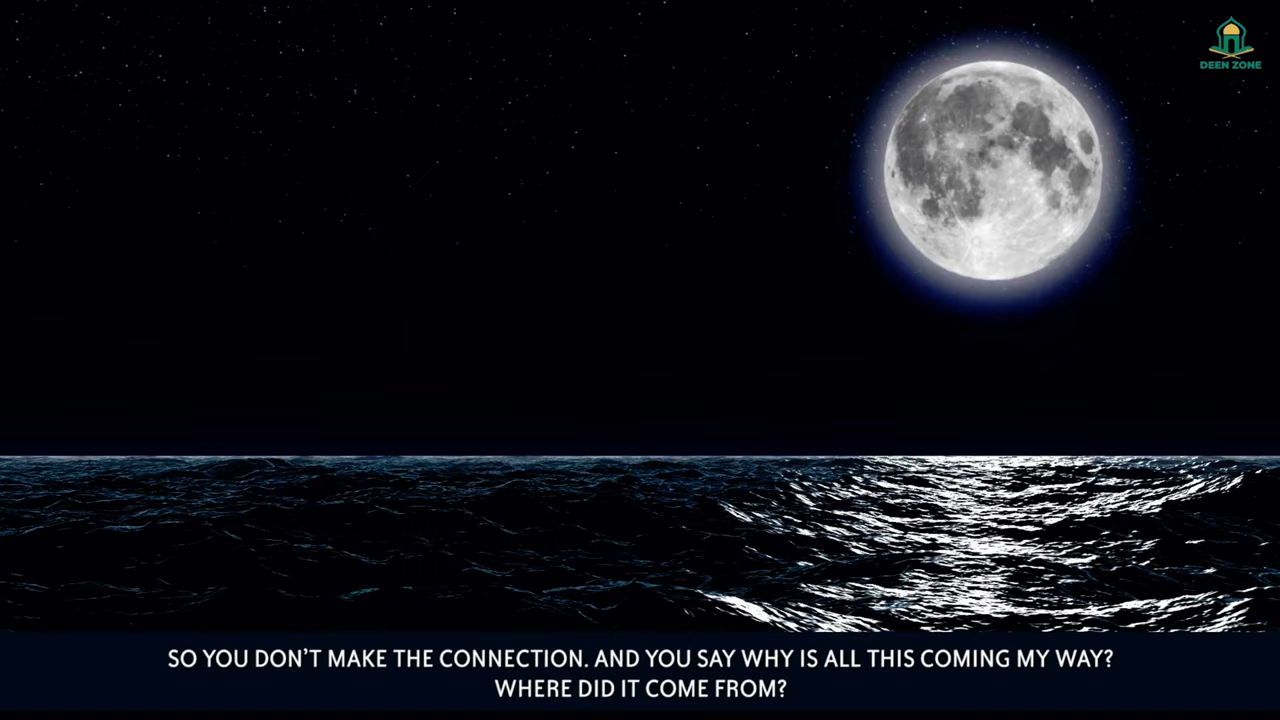 DEEN ZONE
SO YOU DON'T MAKE THE CONNECTION. AND YOU SAY WHY IS ALL THIS COMING MY WAY?
WHERE DID IT COME FROM?